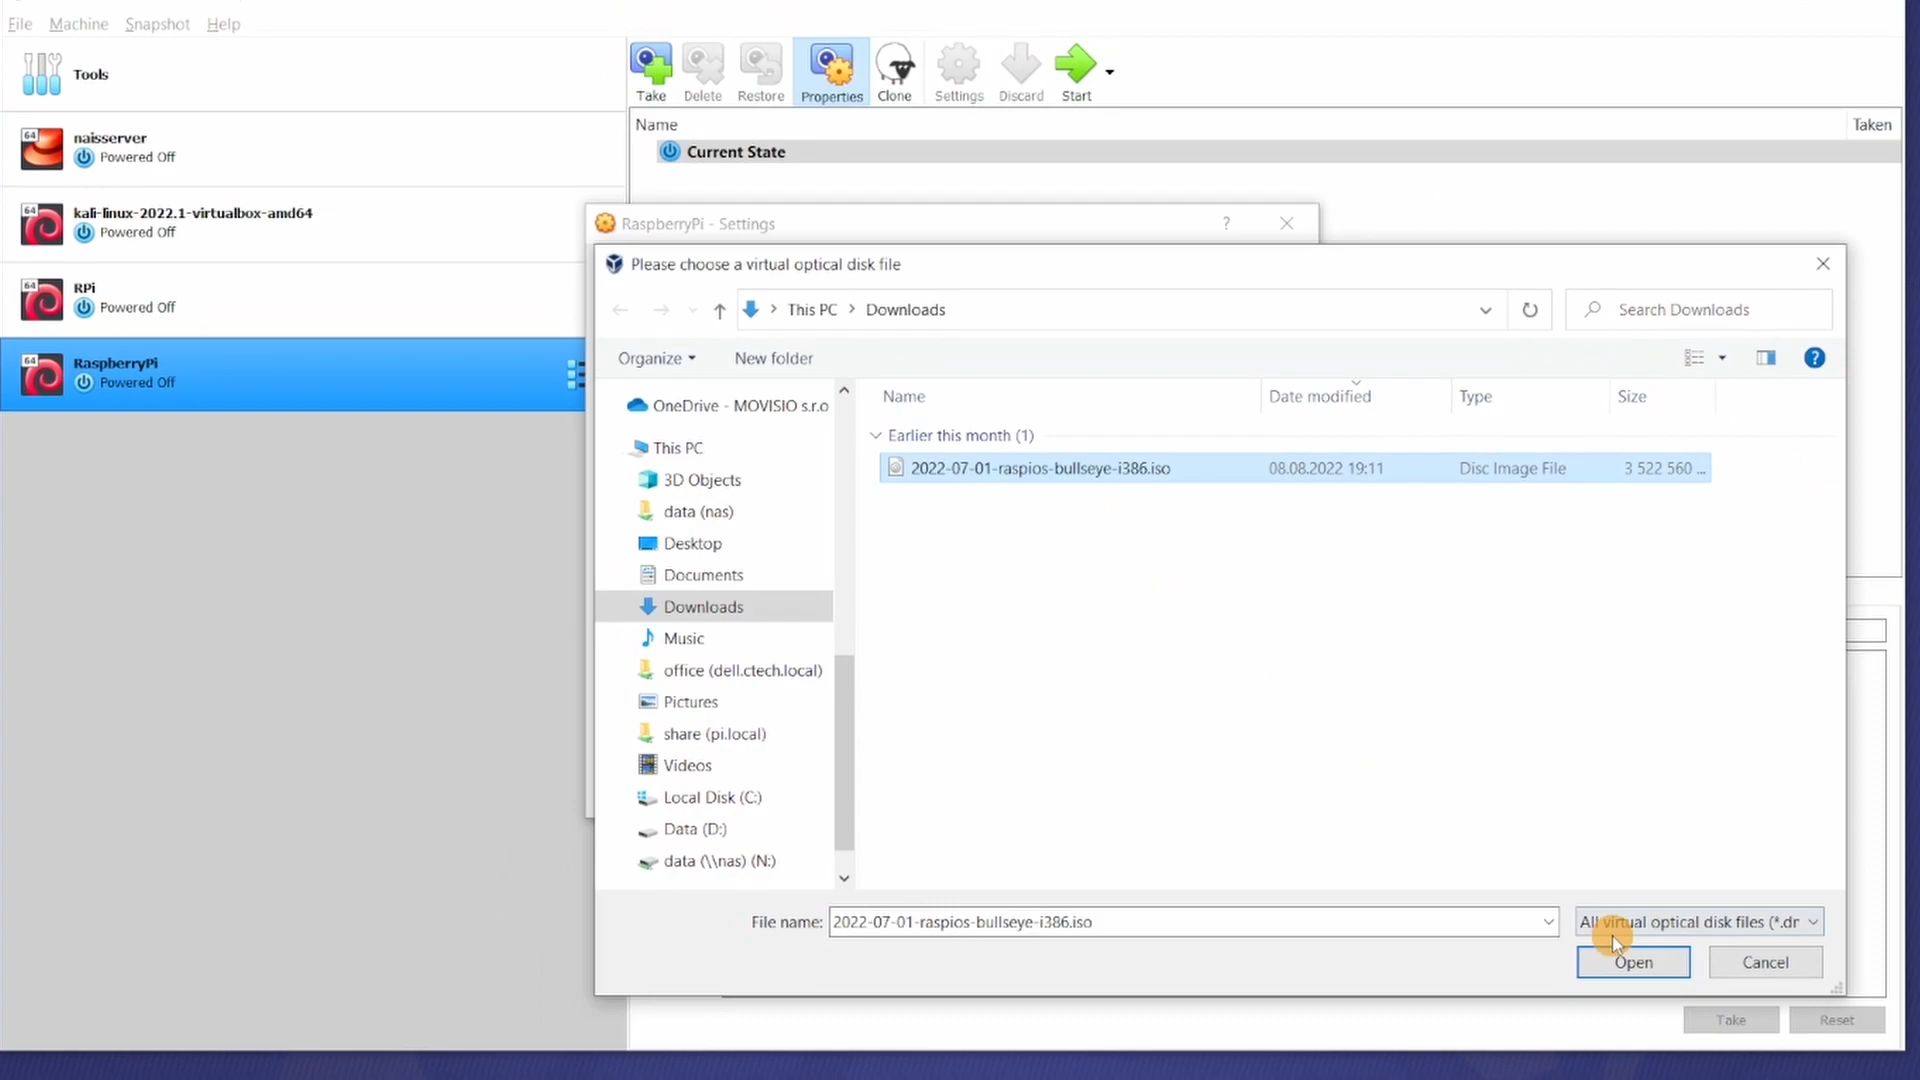 File Machine Snapshot Help
Tools
64 naisserver
Powered Off
64 kali-linux-2022.1-virtualbox-amd64
Powered Off
64 RPi
Powered Off
64 RaspberryPi
Powered Off
Take Delete Restore Properties Clone Settings Discard Start
Name Taken
Current State
RaspberryPi - Settings ?
Please choose a virtual optical disk file
This PC > Downloads
Search Downloads
Organize New folder ?
OneDrive - MOVISIO s.r.o
This PC
3D Objects
data (nas)
Desktop
Documents
Downloads
Music
office (dell.ctech.local)
Pictures
share (pi.local)
Videos
Local Disk (C:)
Data (D:)
data (\\nas) (N:)
Name Date modified Type Size
Earlier this month (1)
2022-07-01-raspios-bullseye-i386.iso 08.08.2022 19:11 Disc Image File 3 522 560 ...
File name: 2022-07-01-raspios-bullseye-i386.iso All virtual optical disk files (*.dr
Open Cancel
Take Reset